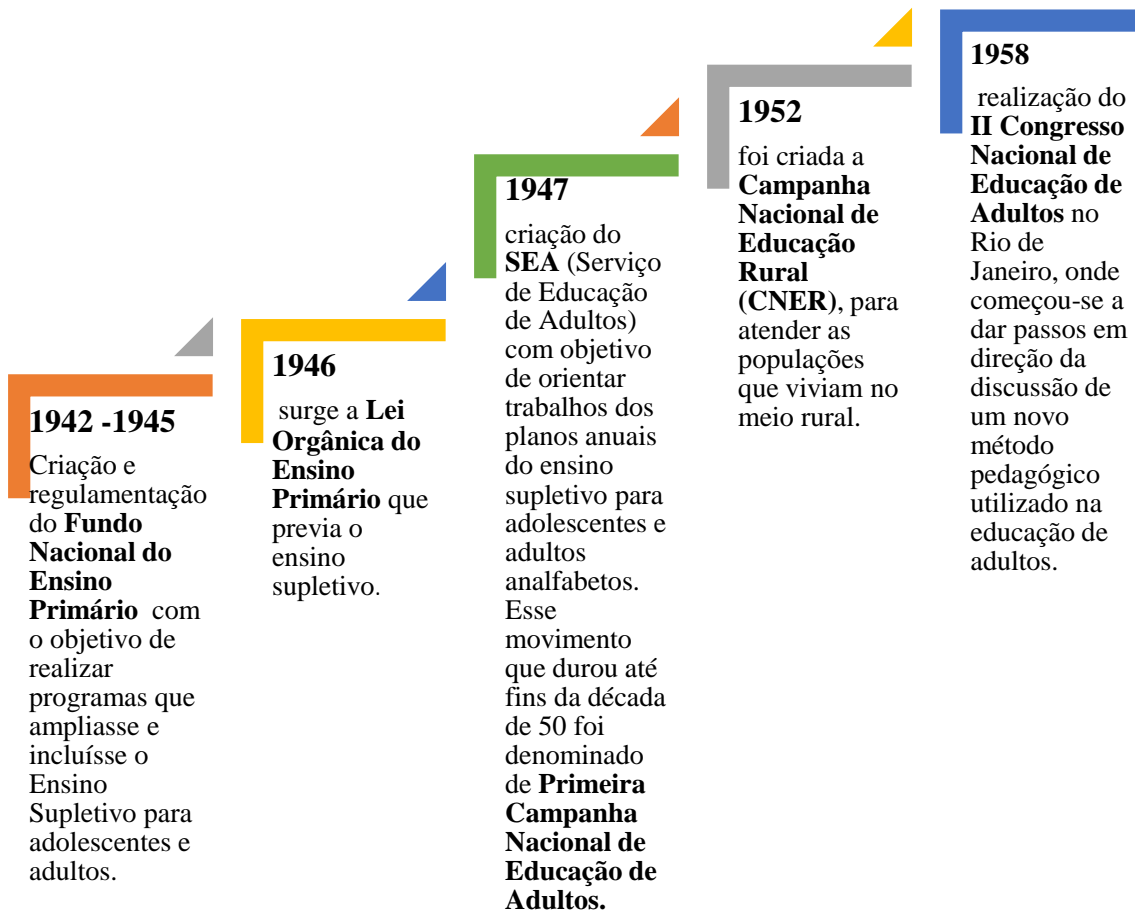 1942 -1945
Criação e
regulamentação
do Fundo
Nacional do
Ensino
Primário com
o objetivo de
realizar
programas que
ampliasse e
incluísse o
Ensino
Supletivo para
adolescentes e
adultos.
1946
surge a Lei
Orgânica do
Ensino
Primário que
previa o
ensino
supletivo.
1947
criação do
SEA (Serviço
de Educação
de Adultos)
com objetivo
de orientar
trabalhos dos
planos anuais
do ensino
supletivo para
adolescentes e
adultos
analfabetos.
Esse
movimento
que durou até
fins da década
de 50 foi
denominado
de Primeira
Campanha
Nacional de
Educação de
Adultos.
1952
foi criada a
Campanha
Nacional de
Educação
Rural
(CNER), para
atender as
populações
que viviam no
meio rural.
1958
realização do
II Congresso
Nacional de
Educação de
Adultos no
Rio de
Janeiro, onde
começou-se a
dar passos em
direção da
discussão de
um novo
método
pedagógico
utilizado na
educação de
adultos.